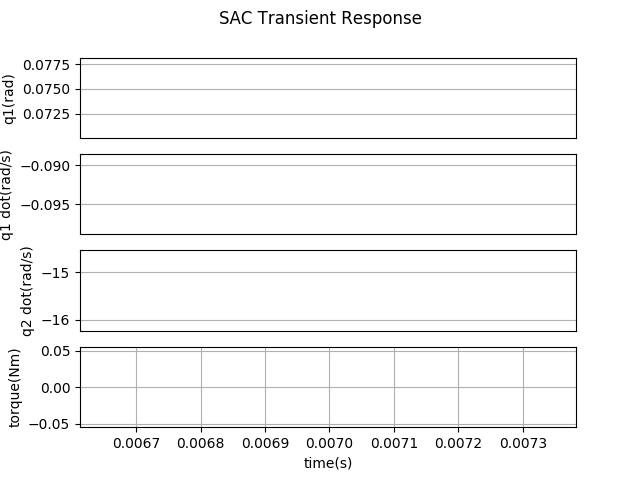 SAC Transient Response
q1(rad)
0.0775
0.0750
0.0725
q1 dot(rad/s)
−0.090
−0.095
q2 dot(rad/s)
−15
−16
torque(Nm)
0.05
0.00
−0.05
0.0067 0.0068 0.0069 0.0070 0.0071 0.0072 0.0073
time(s)